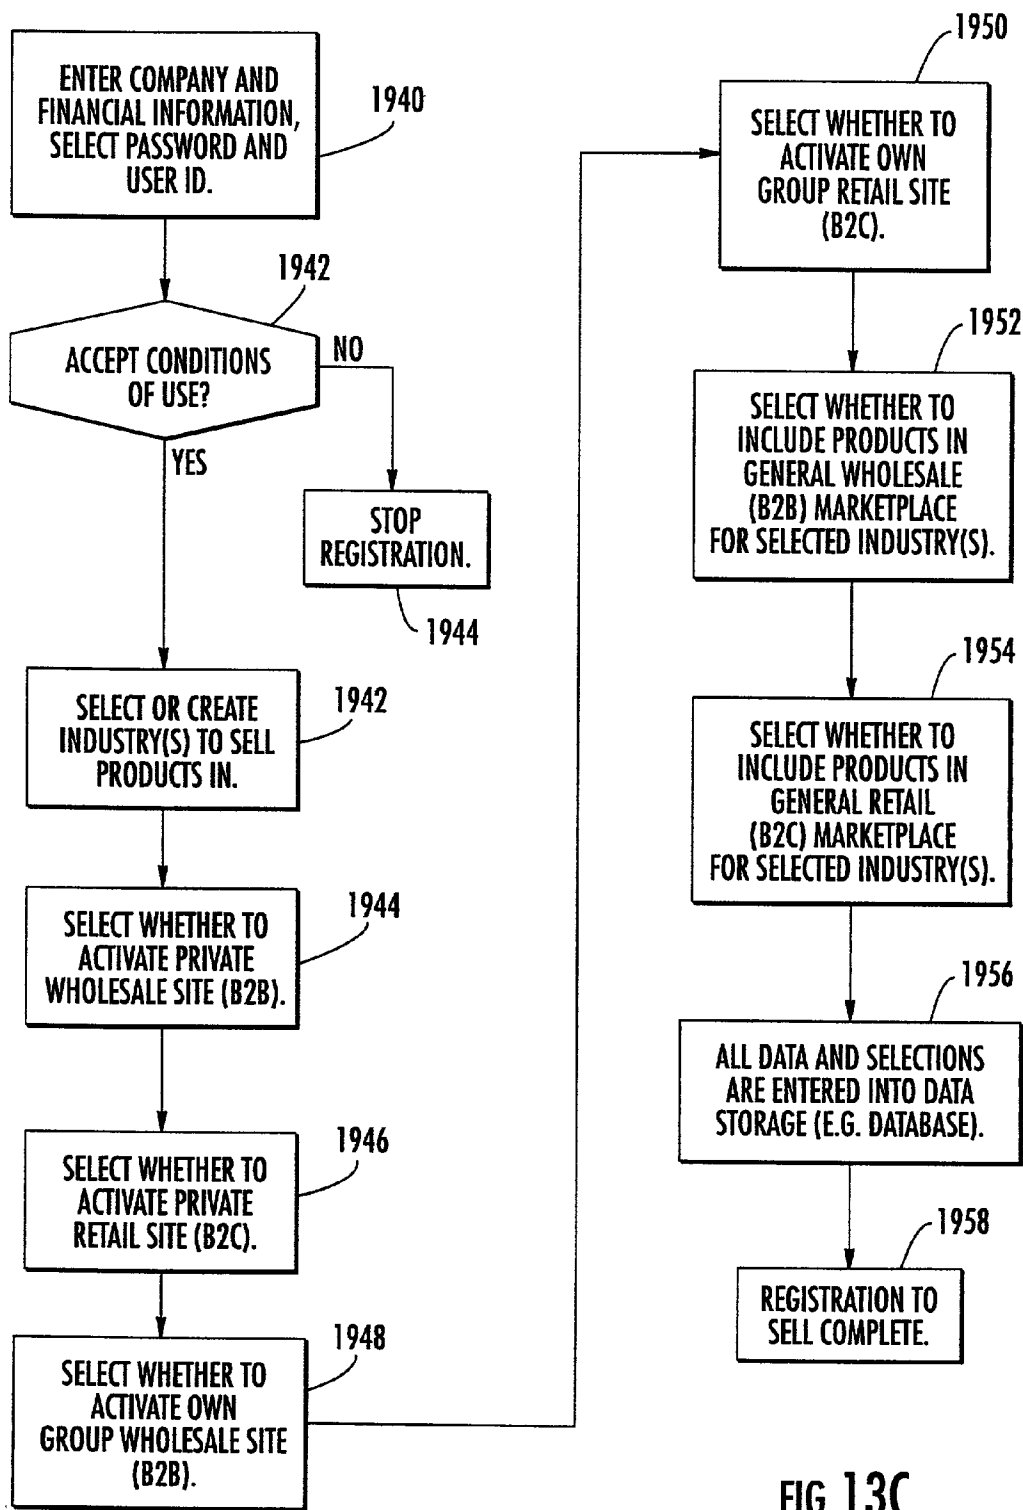 ENTER COMPANY AND
FINANCIAL INFORMATION,
SELECT PASSWORD AND
USER ID.
1940
1942
ACCEPT CONDITIONS
OF USE?
NO
YES
STOP
REGISTRATION.
1944
SELECT OR CREATE
INDUSTRY(S) TO SELL
PRODUCTS IN.
1942
SELECT WHETHER TO
ACTIVATE PRIVATE
WHOLESALE SITE (B2B).
1944
SELECT WHETHER TO
ACTIVATE PRIVATE
RETAIL SITE (B2C).
1946
SELECT WHETHER TO
ACTIVATE OWN
GROUP WHOLESALE SITE
(B2B).
1948
1950
SELECT WHETHER TO
ACTIVATE OWN
GROUP RETAIL SITE
(B2C).
1952
SELECT WHETHER TO
INCLUDE PRODUCTS IN
GENERAL WHOLESALE
(B2B) MARKETPLACE
FOR SELECTED INDUSTRY(S).
1954
SELECT WHETHER TO
INCLUDE PRODUCTS IN
GENERAL RETAIL
(B2C) MARKETPLACE
FOR SELECTED INDUSTRY(S).
1956
ALL DATA AND SELECTIONS
ARE ENTERED INTO DATA
STORAGE (E.G. DATABASE).
1958
REGISTRATION TO
SELL COMPLETE.
FIG 13C